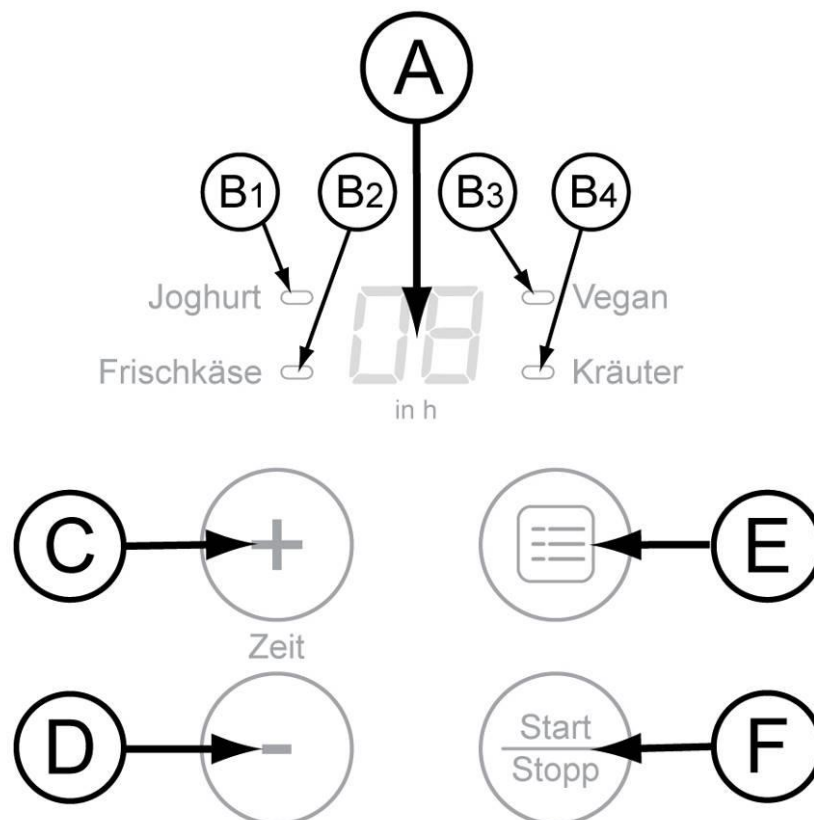 A
B1 B2 B3 B4
Joghurt 08 Vegan
Frischkäse Kräuter
in h
C + E
Zeit
D - Start
Stopp F